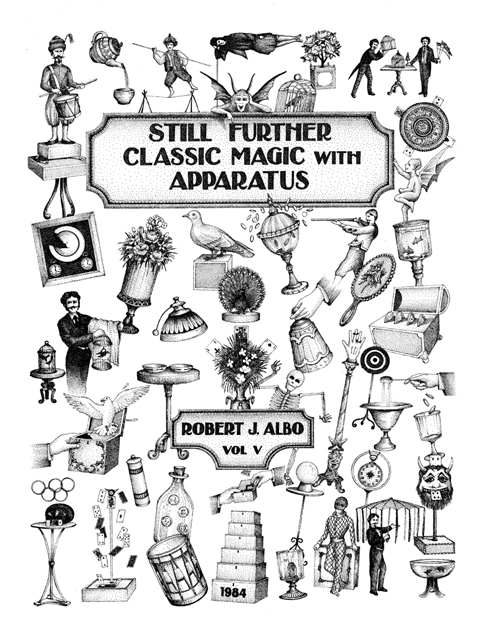 STILL FURTHER
CLASSIC MAGIC WITH
APPARATUS
ROBERT J. ALBO
VOL V
1984